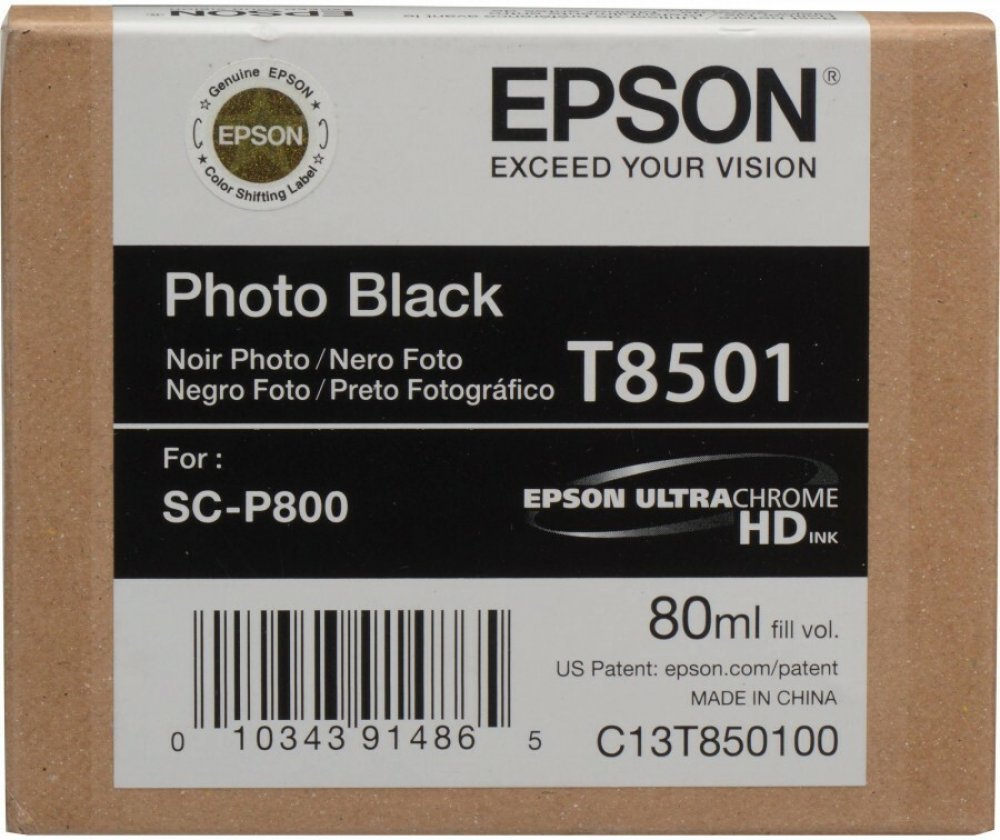 Genuine EPSON
EPSON
Color Shifting Label
EPSON®
EXCEED YOUR VISION
Photo Black
Noir Photo / Nero Foto
Negro Foto / Preto Fotográfico
T8501
For :
SC-P800
EPSON ULTRACHROME
HD INK
80ml fill vol.
US Patent: epson.com/patent
MADE IN CHINA
0 10343 91486 5
C13T850100